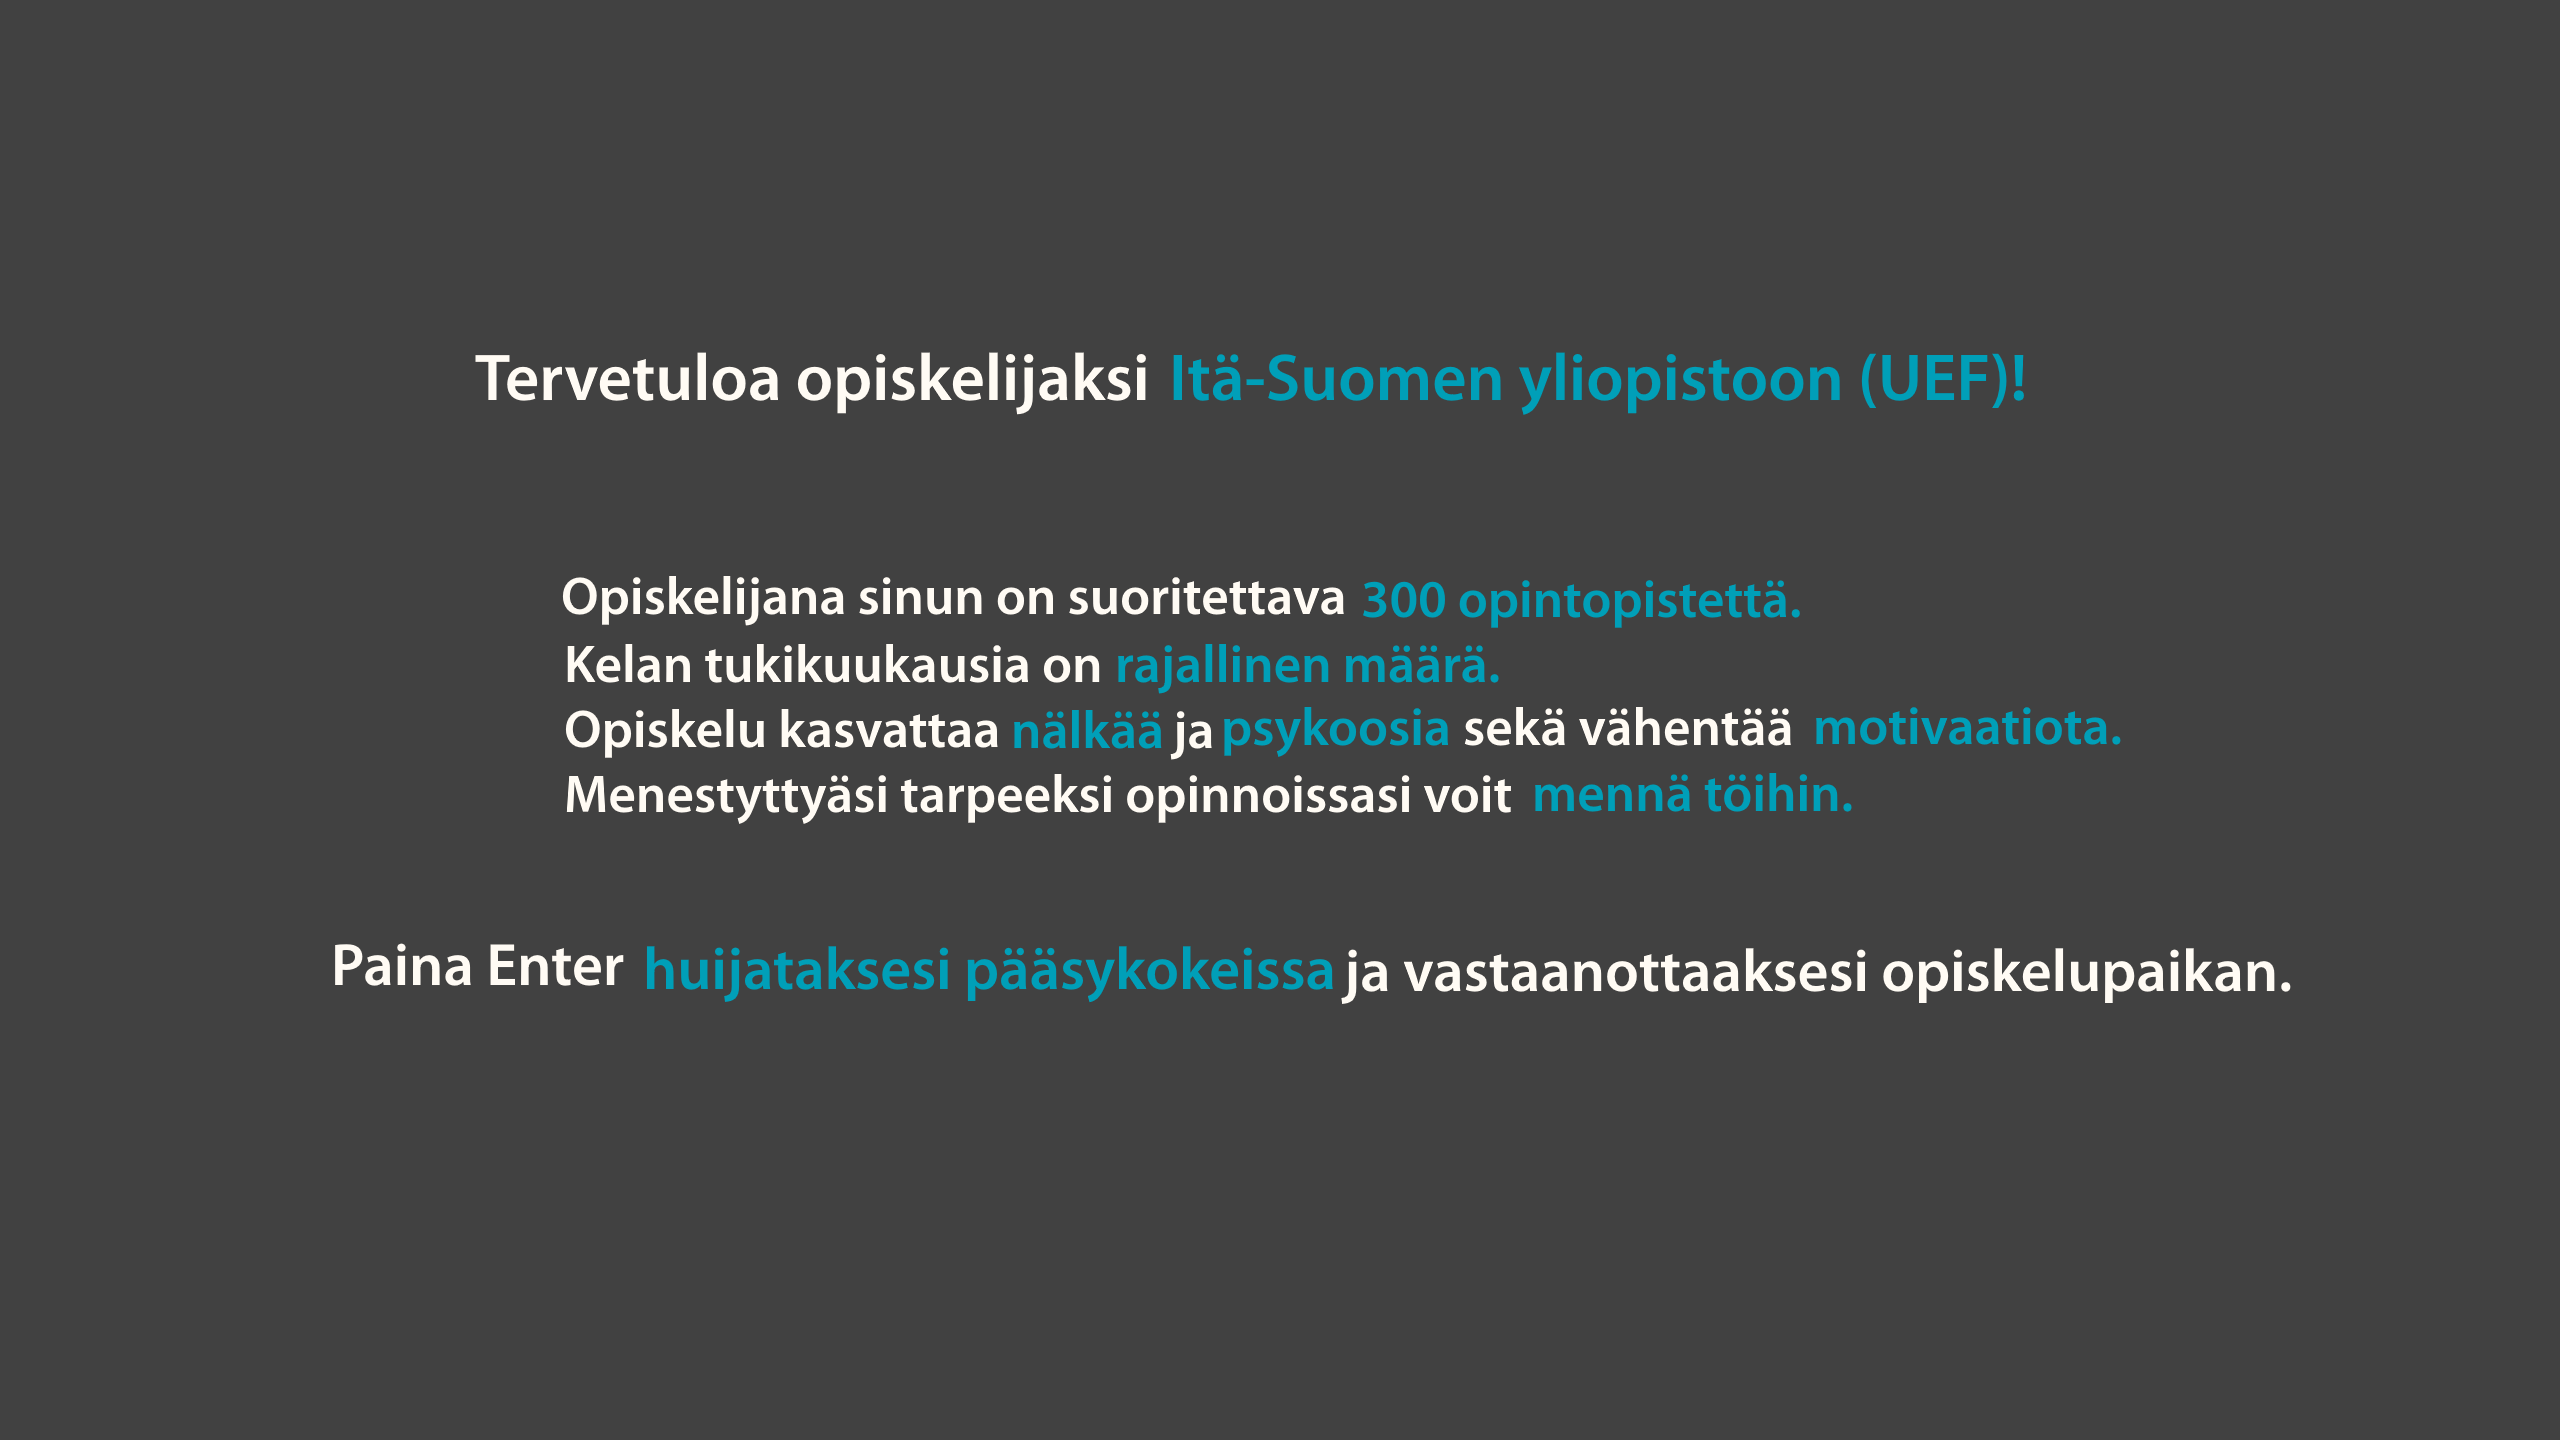 Tervetuloa opiskelijaksi Itä-Suomen yliopistoon (UEF)!
Opiskelijana sinun on suoritettava 300 opintopistettä.
Kelan tukikuukausia on rajallinen määrä.
Opiskelu kasvattaa nälkää ja psykoosia sekä vähentää motivaatiota.
Menestyttyäsi tarpeeksi opinnoissasi voit mennä töihin.
Paina Enter huijataksesi pääsykokeissa ja vastaanottaaksesi opiskelupaikan.